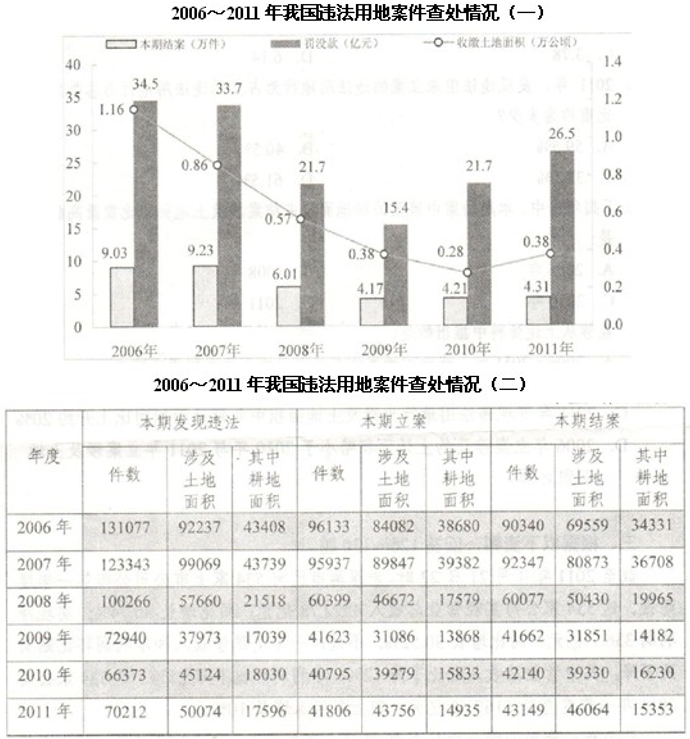 2006～2011年我国违法用地案件查处情况（一）
本期结案（万件） 罚没款（亿元） 收缴土地面积（万公顷）
40 35 30 25 20 15 10 5 0
1.4 1.2 1.0 0.8 0.6 0.4 0.2 0.0
34.5 33.7 21.7 15.4 21.7 26.5
1.16 0.86 0.57 0.38 0.28 0.38
9.03 9.23 6.01 4.17 4.21 4.31
2006年 2007年 2008年 2009年 2010年 2011年
2006～2011年我国违法用地案件查处情况（二）
年度 本期发现违法 本期立案 本期结案
件数 涉及土地面积 其中耕地面积 件数 涉及土地面积 其中耕地面积 件数 涉及土地面积 其中耕地面积
2006年 131077 92237 43408 96133 84082 38680 90340 69559 34331
2007年 123343 99069 43739 95937 89847 39382 92347 80873 36708
2008年 100266 57660 21518 60399 46672 17579 60077 50430 19965
2009年 72940 37973 17039 41623 31086 13868 41662 31851 14182
2010年 66373 45124 18030 40795 39279 15833 42140 39330 16230
2011年 70212 50074 17596 41806 43756 14935 43149 46064 15353